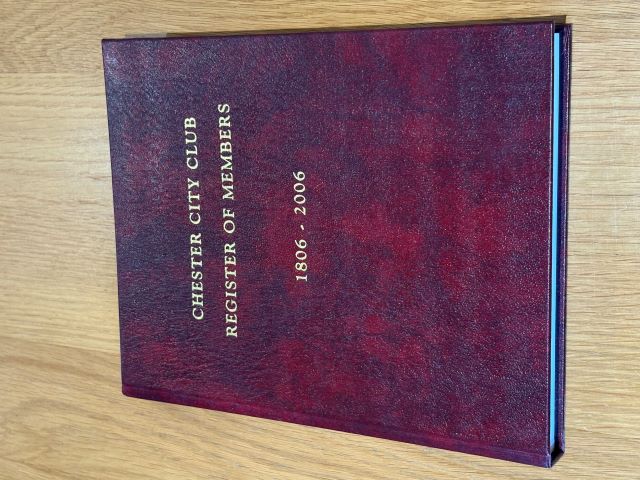 CHESTER CITY CLUB
REGISTER OF MEMBERS
1806 - 2006